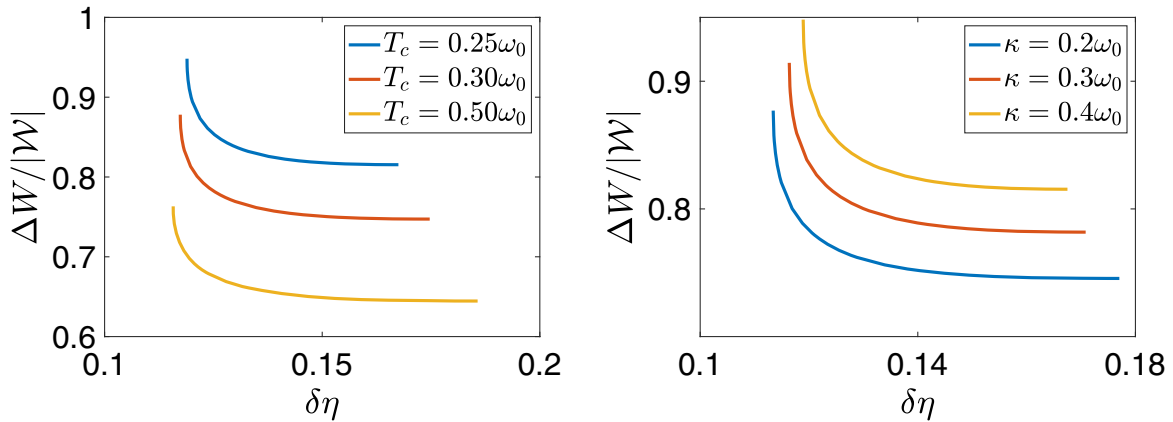 1
0.9
0.8
0.7
0.6
0.1
0.15
0.2
ΔW/|𝒲|
δη
T_c = 0.25ω_0
T_c = 0.30ω_0
T_c = 0.50ω_0
0.9
0.8
0.1
0.14
0.18
ΔW/|𝒲|
δη
κ = 0.2ω_0
κ = 0.3ω_0
κ = 0.4ω_0